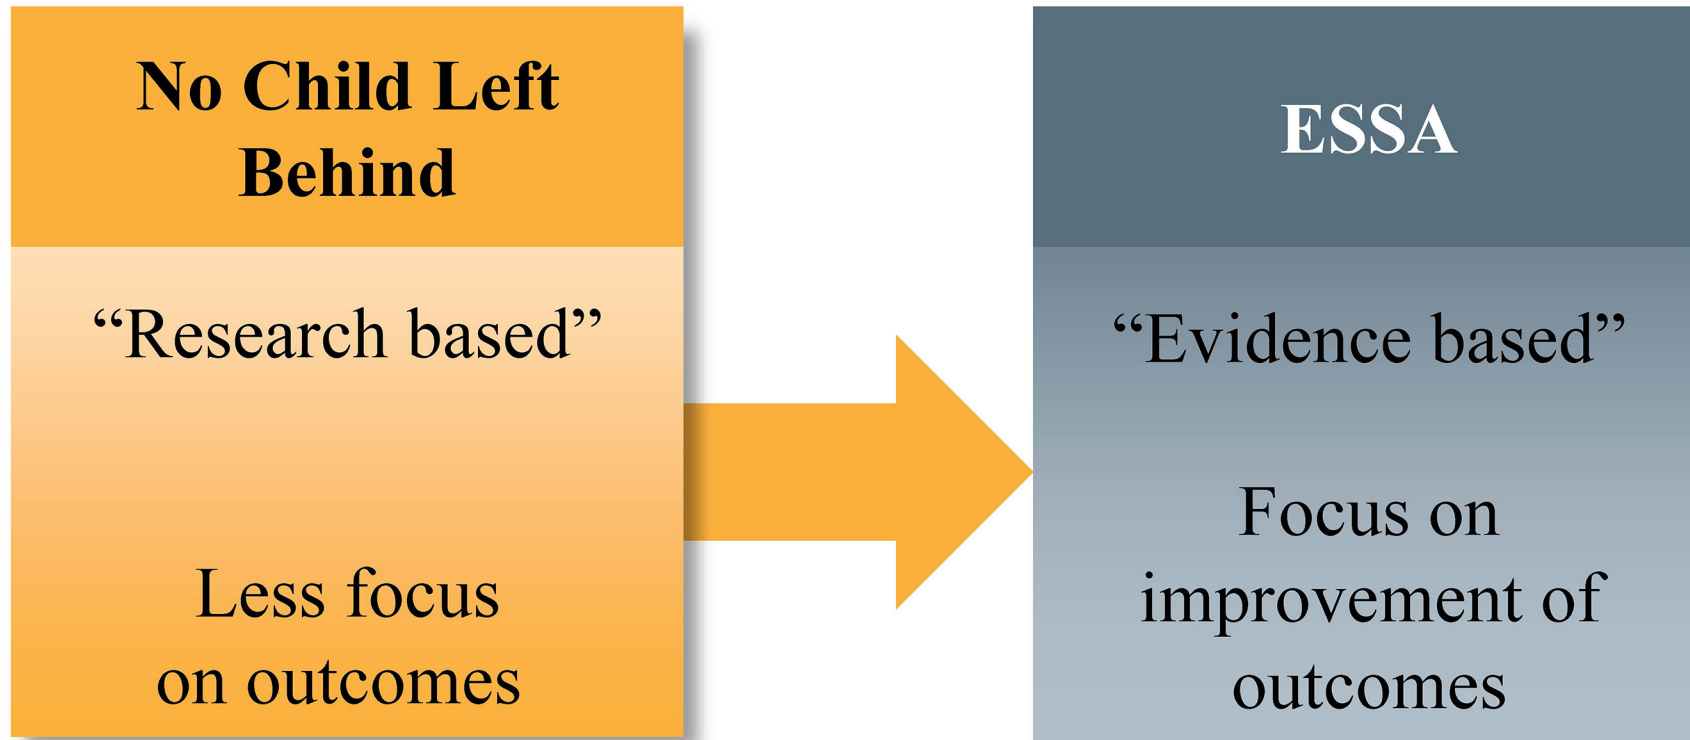 No Child Left
Behind
“Research based”
Less focus
on outcomes
ESSA
“Evidence based”
Focus on
improvement of
outcomes